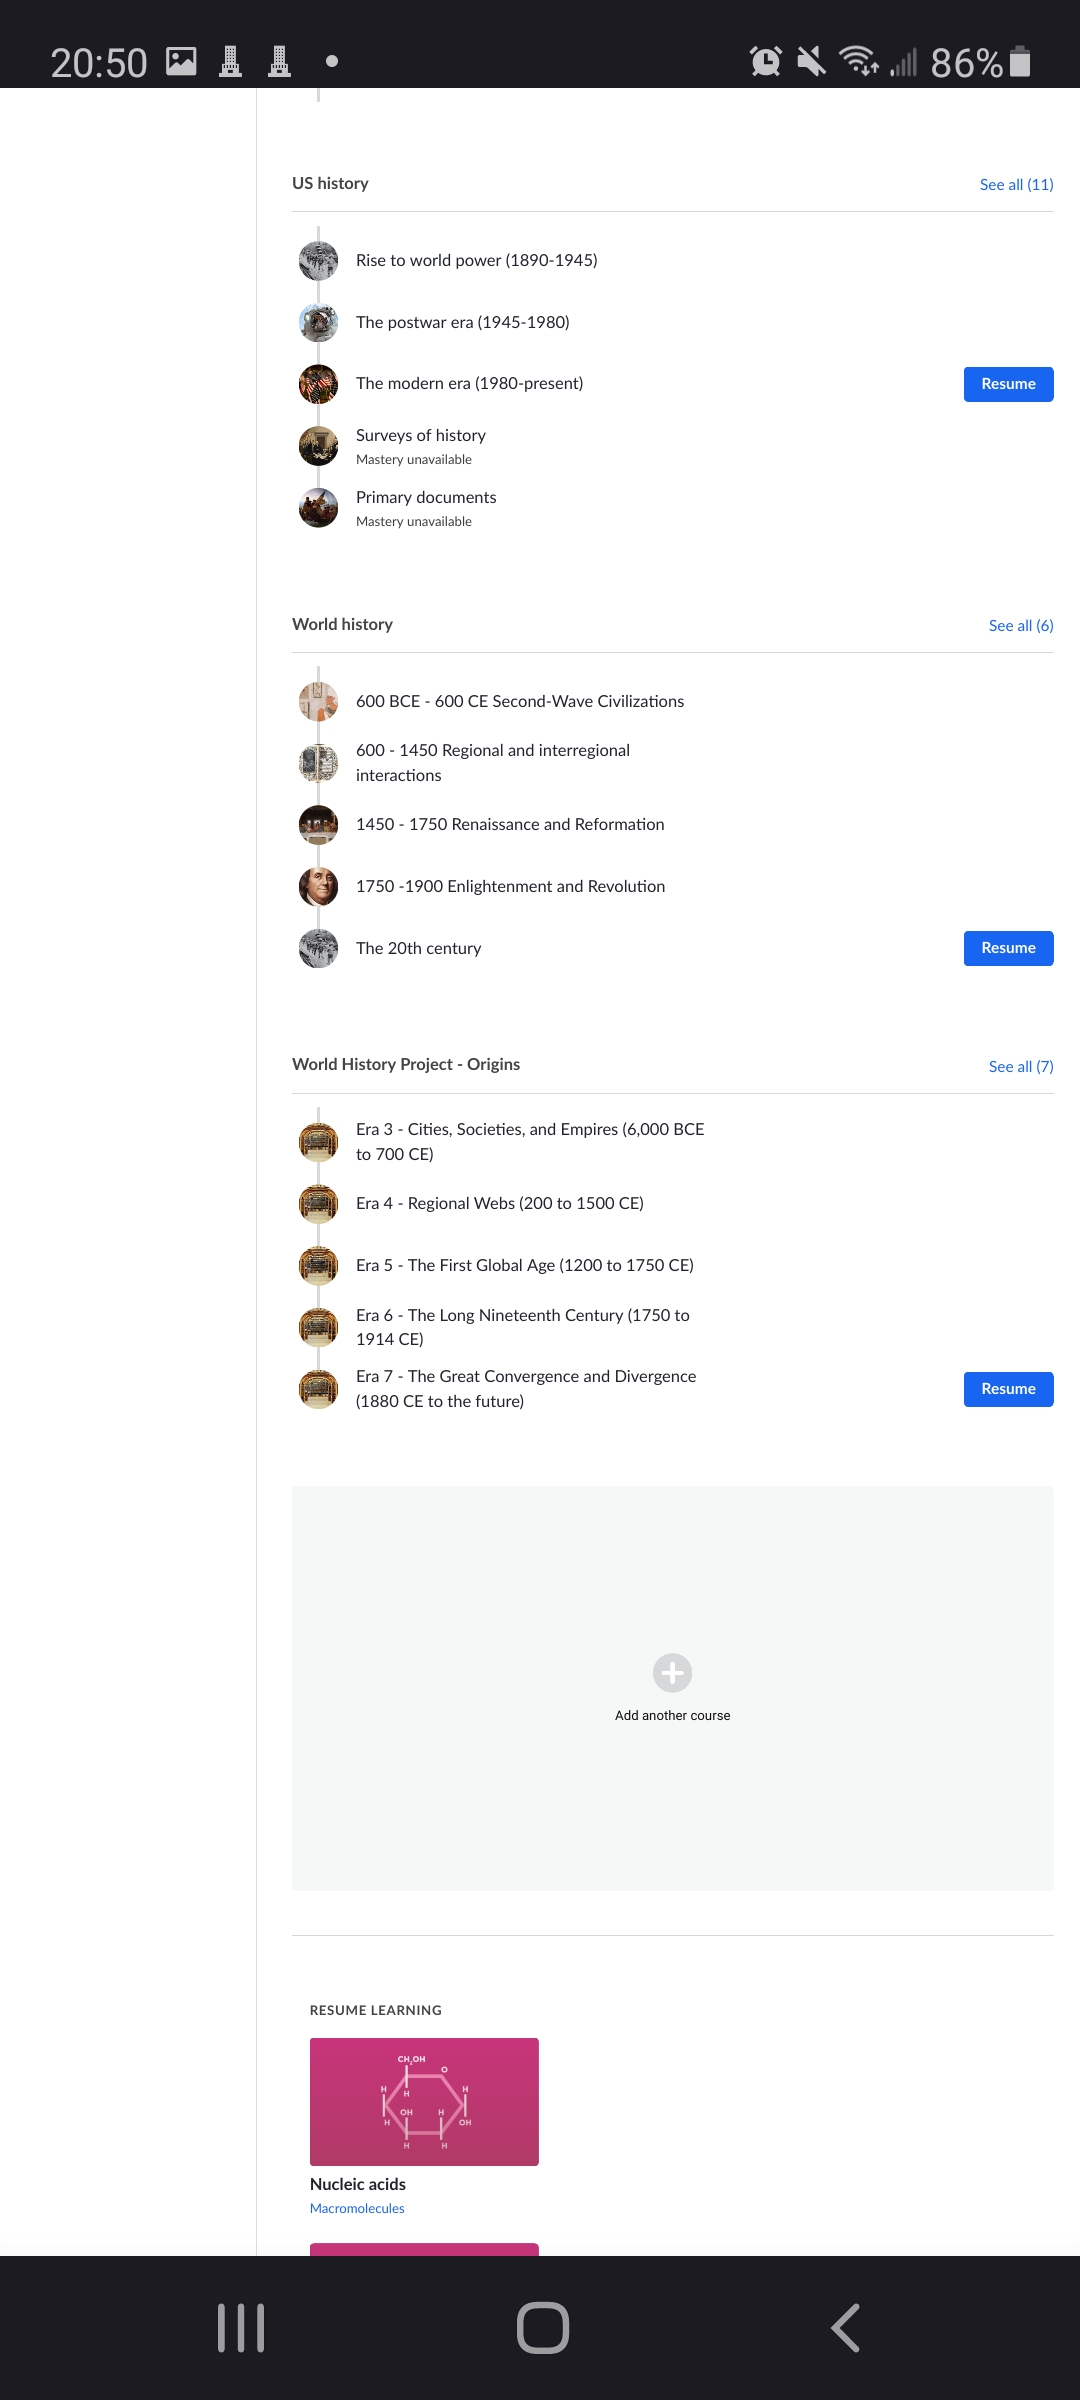 20:50
86%
US history
See all (11)
Rise to world power (1890-1945)
The postwar era (1945-1980)
The modern era (1980-present)
Resume
Surveys of history
Mastery unavailable
Primary documents
Mastery unavailable
World history
See all (6)
600 BCE - 600 CE Second-Wave Civilizations
600 - 1450 Regional and interregional
interactions
1450 - 1750 Renaissance and Reformation
1750 -1900 Enlightenment and Revolution
The 20th century
Resume
World History Project - Origins
See all (7)
Era 3 - Cities, Societies, and Empires (6,000 BCE
to 700 CE)
Era 4 - Regional Webs (200 to 1500 CE)
Era 5 - The First Global Age (1200 to 1750 CE)
Era 6 - The Long Nineteenth Century (1750 to
1914 CE)
Era 7 - The Great Convergence and Divergence
(1880 CE to the future)
Resume
Add another course
RESUME LEARNING
CH₂OH
O
H
H
H
OH
H
H
OH
H
H
Nucleic acids
Macromolecules